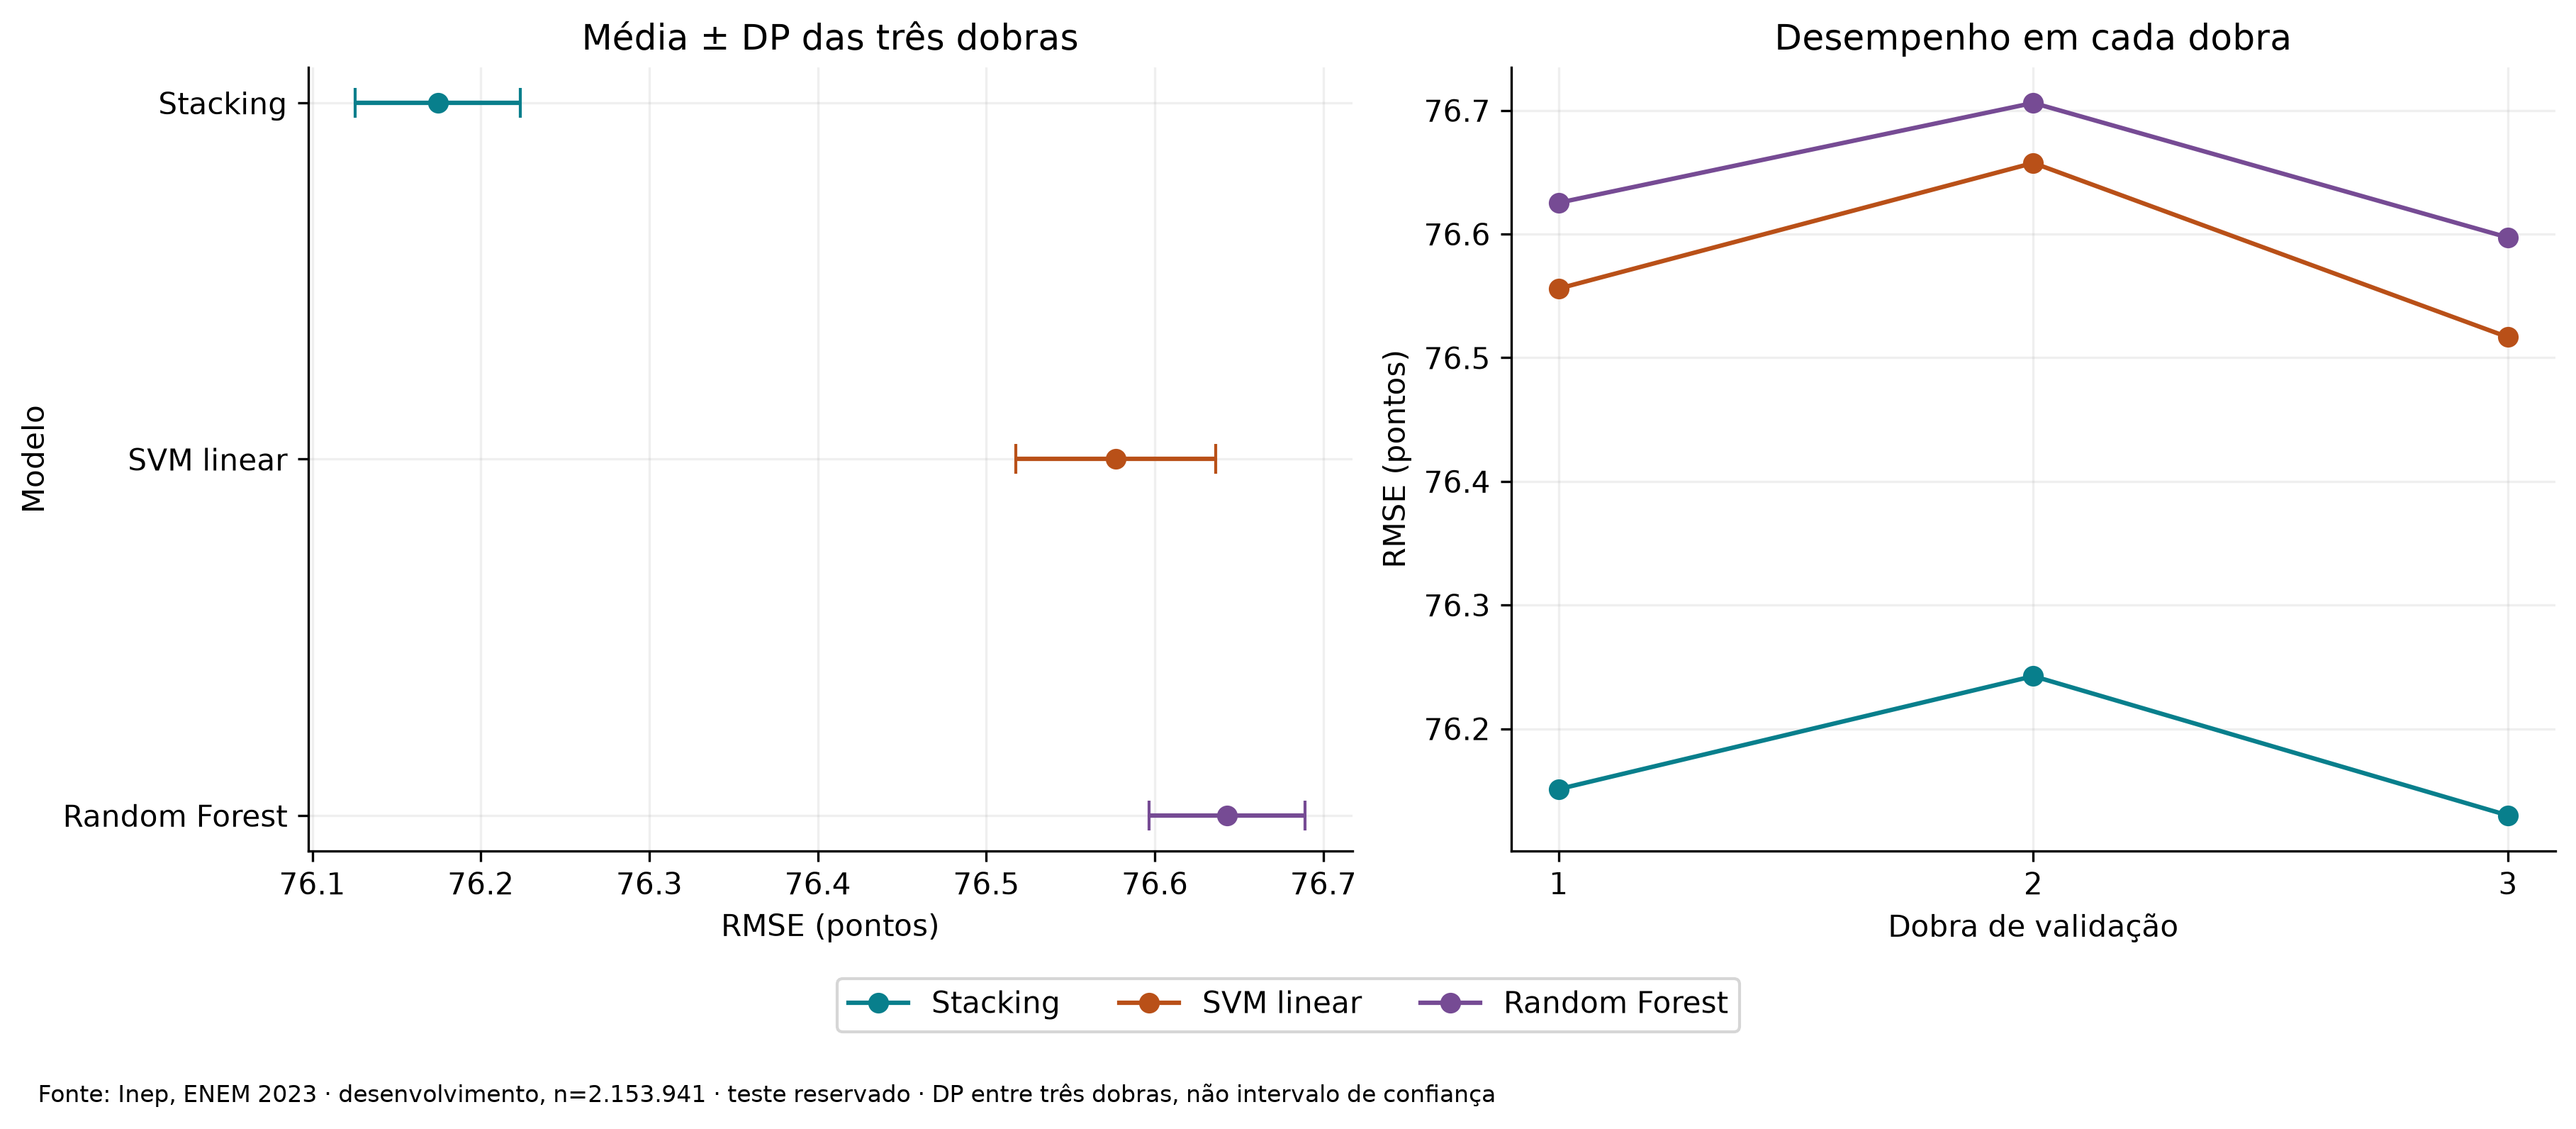 Média ± DP das três dobras
Stacking
SVM linear
Random Forest
Modelo
76.1 76.2 76.3 76.4 76.5 76.6 76.7
RMSE (pontos)
Desempenho em cada dobra
76.7
76.6
76.5
76.4
76.3
76.2
RMSE (pontos)
1 2 3
Dobra de validação
Stacking SVM linear Random Forest
Fonte: Inep, ENEM 2023 · desenvolvimento, n=2.153.941 · teste reservado · DP entre três dobras, não intervalo de confiança